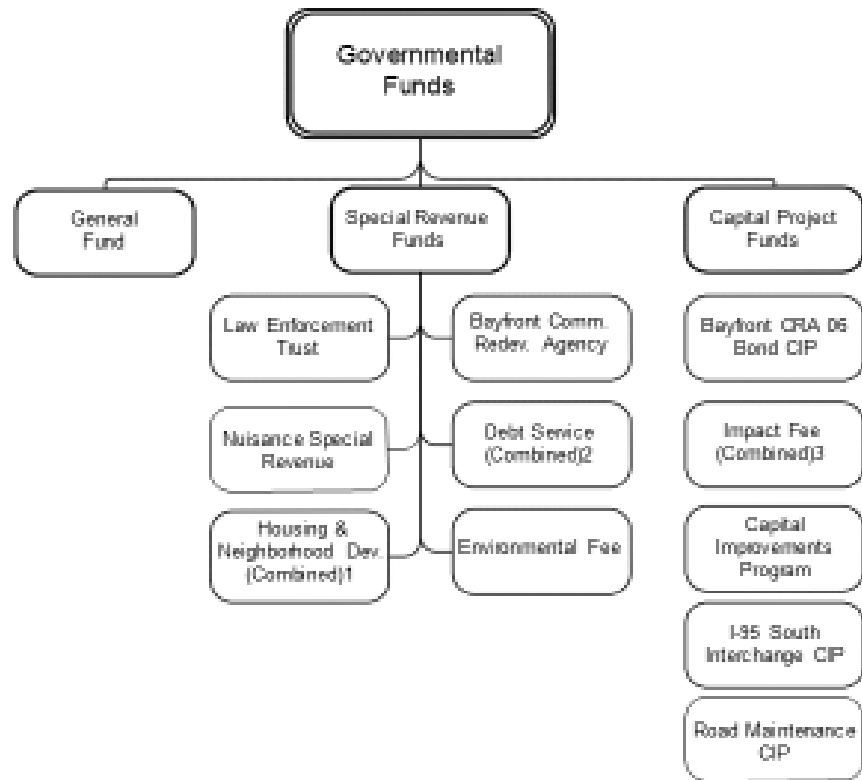 Governmental
Funds
General
Fund
Special Revenue
Funds
Capital Project
Funds
Law Enforcement
Trust
Bayfront Comm.
Redev. Agency
Bayfront CRA 06
Bond CIP
Nuisance Special
Revenue
Debt Service
(Combined)2
Impact Fee
(Combined)3
Housing &
Neighborhood Dev.
(Combined)1
Environmental Fee
Capital
Improvements
Program
I-95 South
Interchange CIP
Road Maintenance
CIP